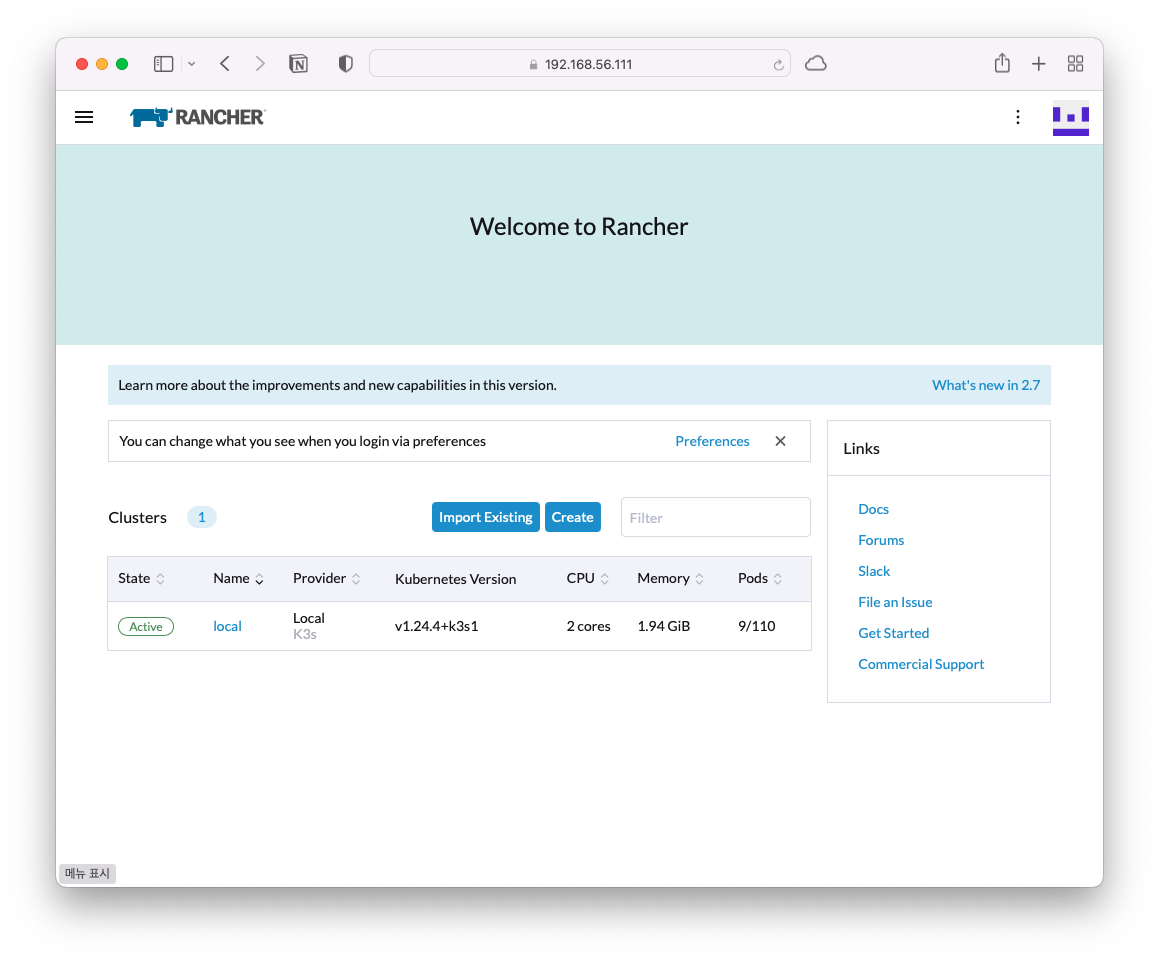 192.168.56.111
RANCHER
Welcome to Rancher
Learn more about the improvements and new capabilities in this version.
What's new in 2.7
You can change what you see when you login via preferences
Preferences
Links
Clusters
1
Import Existing
Create
Filter
State
Name
Provider
Kubernetes Version
CPU
Memory
Pods
Active
local
Local
K3s
v1.24.4+k3s1
2 cores
1.94 GiB
9/110
Docs
Forums
Slack
File an Issue
Get Started
Commercial Support
메뉴 표시